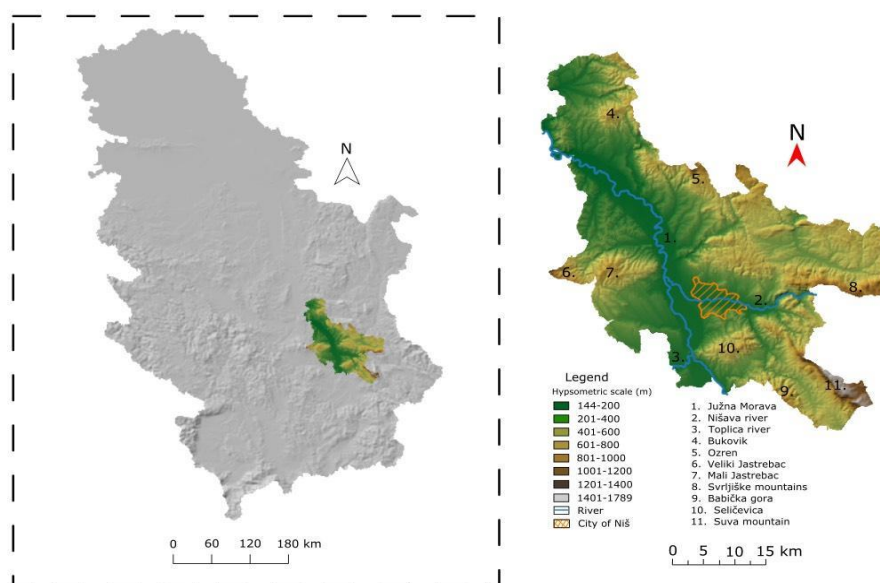 N
0 60 120 180 km
N
4.
5.
1.
6.
7.
8.
2.
10.
3.
11.
9.
Legend
Hypsometric scale (m)
144-200
201-400
401-600
601-800
801-1000
1001-1200
1201-1400
1401-1789
River
City of Niš
1. Južna Morava
2. Nišava river
3. Toplica river
4. Bukovik
5. Ozren
6. Veliki Jastrebac
7. Mali Jastrebac
8. Svrljiške mountains
9. Babička gora
10. Seličevica
11. Suva mountain
0 5 10 15 km